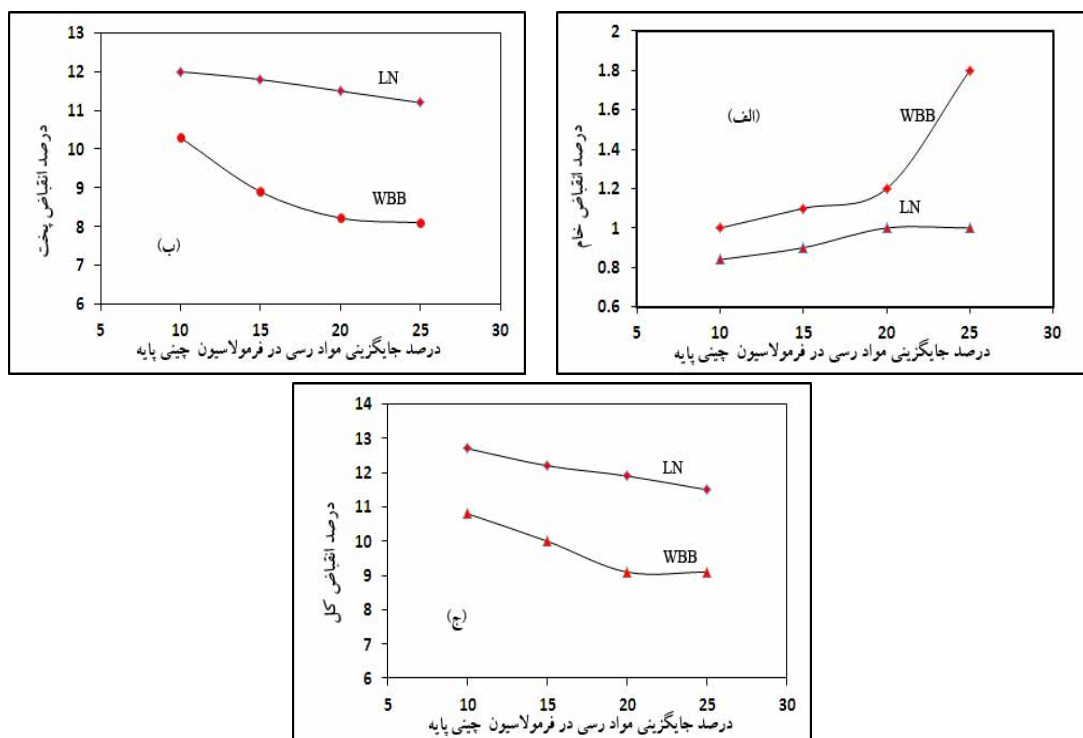 2
1.8
1.6
1.4
1.2
1
0.8
0.6
5 10 15 20 25 30
درصد انقباض خام
(الف)
WBB
LN
درصد جایگزینی مواد رسی در فرمولاسیون چینی پایه
13
12
11
10
9
8
7
6
5 10 15 20 25 30
درصد انقباض پخت
LN
WBB
(ب)
درصد جایگزینی مواد رسی در فرمولاسیون چینی پایه
14
13
12
11
10
9
8
7
6
5 10 15 20 25 30
درصد انقباض کل
LN
WBB
(ج)
درصد جایگزینی مواد رسی در فرمولاسیون چینی پایه